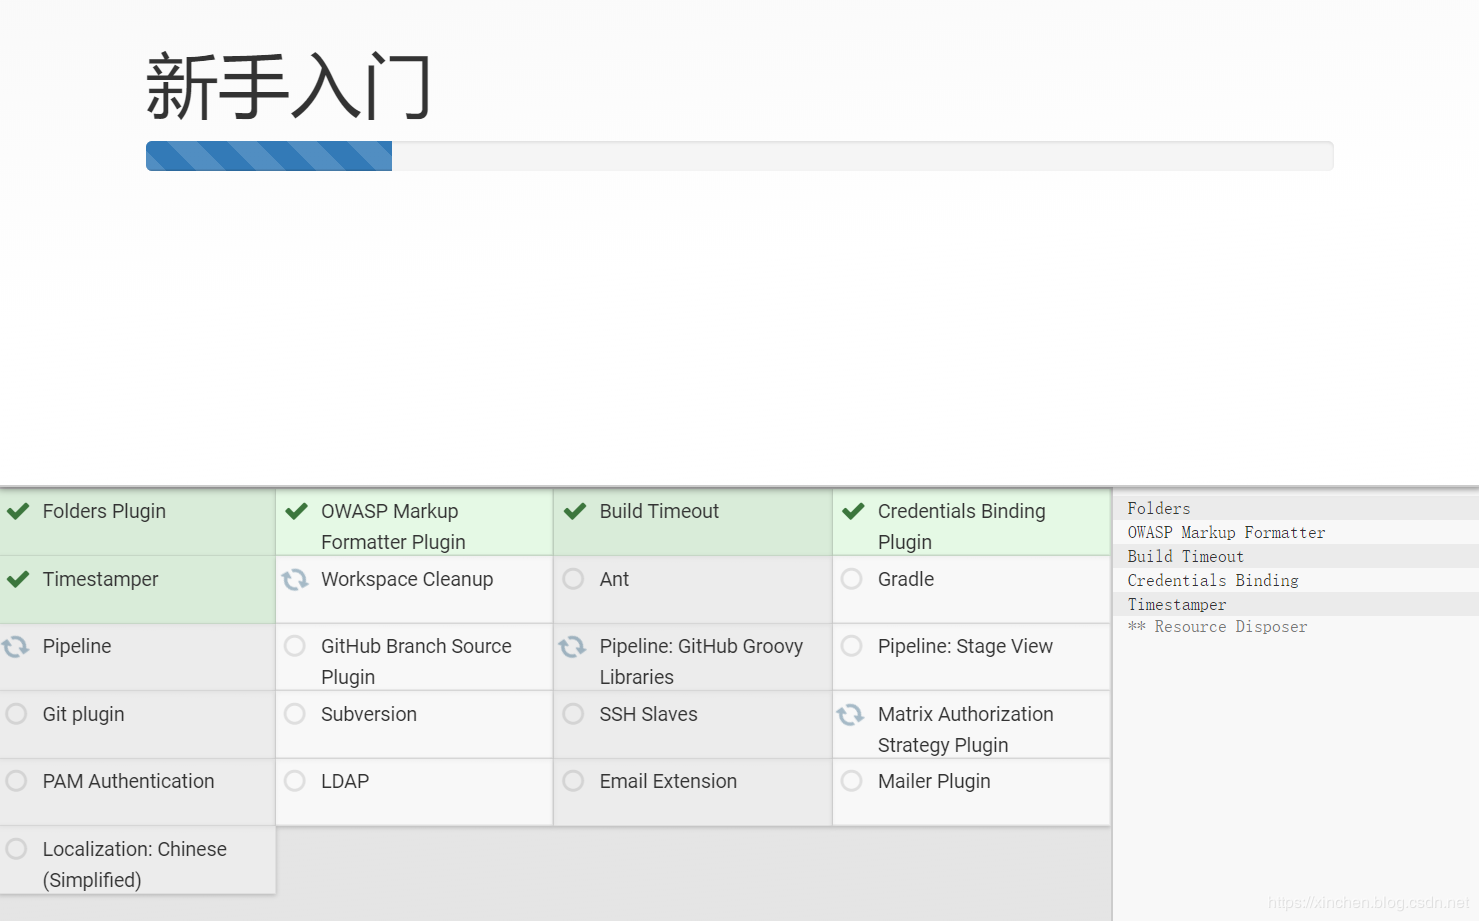 新手入门
Folders Plugin
OWASP Markup
Formatter Plugin
Build Timeout
Credentials Binding
Plugin
Timestamper
Workspace Cleanup
Ant
Gradle
Pipeline
GitHub Branch Source
Plugin
Pipeline: GitHub Groovy
Libraries
Pipeline: Stage View
Git plugin
Subversion
SSH Slaves
Matrix Authorization
Strategy Plugin
PAM Authentication
LDAP
Email Extension
Mailer Plugin
Localization: Chinese
(Simplified)
Folders
OWASP Markup Formatter
Build Timeout
Credentials Binding
Timestamper
** Resource Disposer
https://xinchen.blog.csdn.net